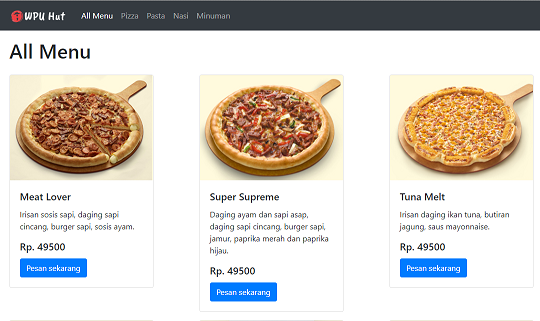 WPU Hut All Menu Pizza Pasta Nasi Minuman
All Menu
Meat Lover
Irisan sosis sapi, daging sapi
cincang, burger sapi, sosis ayam.
Rp. 49500
Pesan sekarang
Super Supreme
Daging ayam dan sapi asap,
daging sapi cincang, burger sapi,
jamur, paprika merah dan paprika
hijau.
Rp. 49500
Pesan sekarang
Tuna Melt
Irisan daging ikan tuna, butiran
jagung, saus mayonnaise.
Rp. 49500
Pesan sekarang